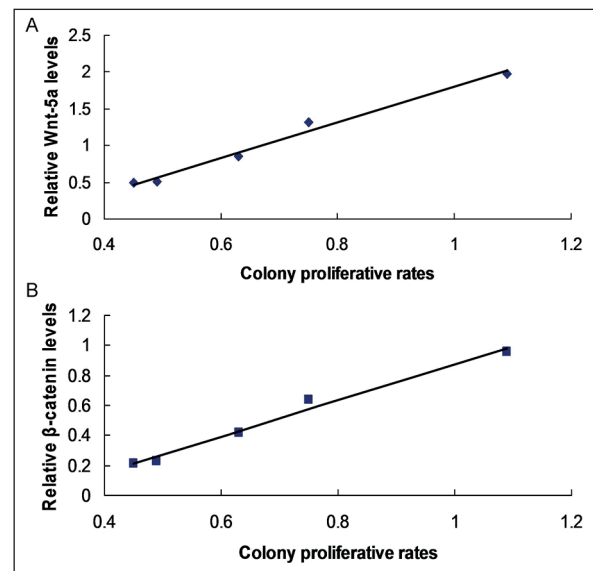 A
Relative Wnt-5a levels
2.5
2
1.5
1
0.5
0
0.4 0.6 0.8 1 1.2
Colony proliferative rates
B
Relative β-catenin levels
1.2
1
0.8
0.6
0.4
0.2
0
0.4 0.6 0.8 1 1.2
Colony proliferative rates